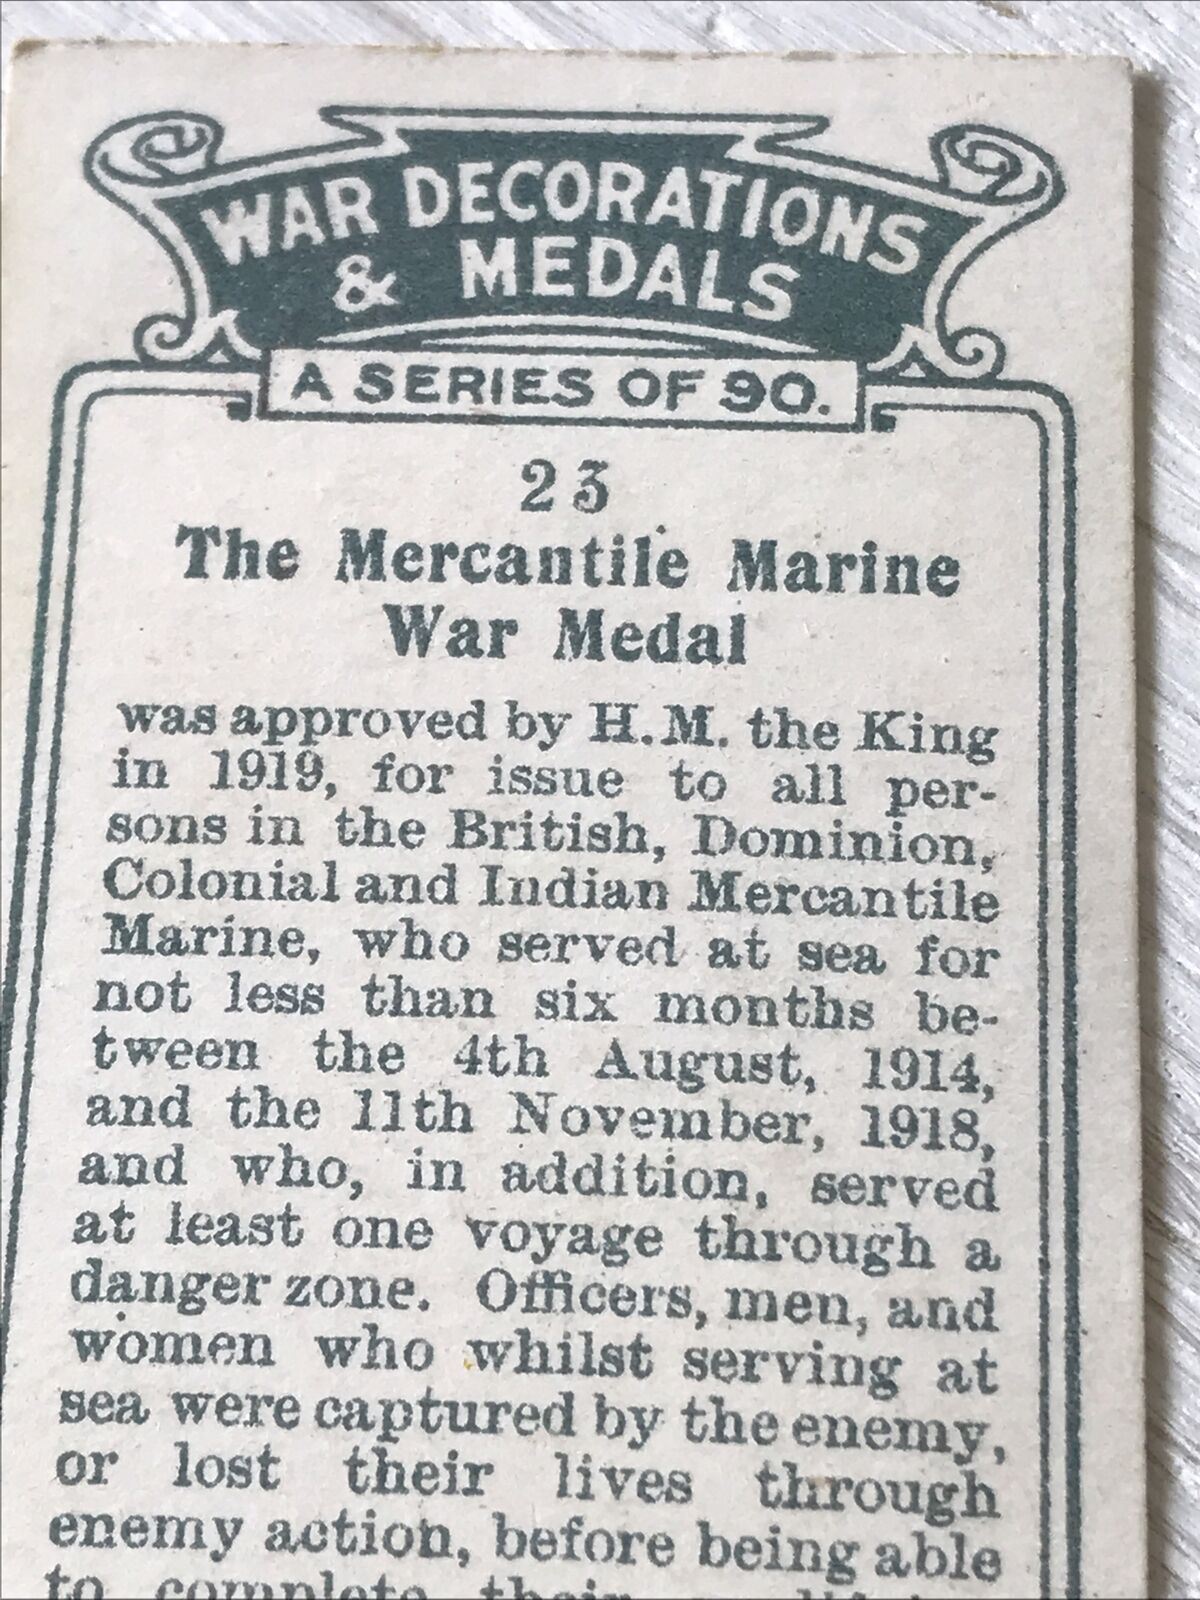 WAR DECORATIONS
& MEDALS
A SERIES OF 90.
23
The Mercantile Marine
War Medal
was approved by H.M. the King
in 1919, for issue to all per-
sons in the British, Dominion,
Colonial and Indian Mercantile
Marine, who served at sea for
not less than six months be-
tween the 4th August, 1914,
and the 11th November, 1918,
and who, in addition, served
at least one voyage through a
danger zone. Officers, men, and
women who whilst serving at
sea were captured by the enemy,
or lost their lives through
enemy action, before being able
to complete their